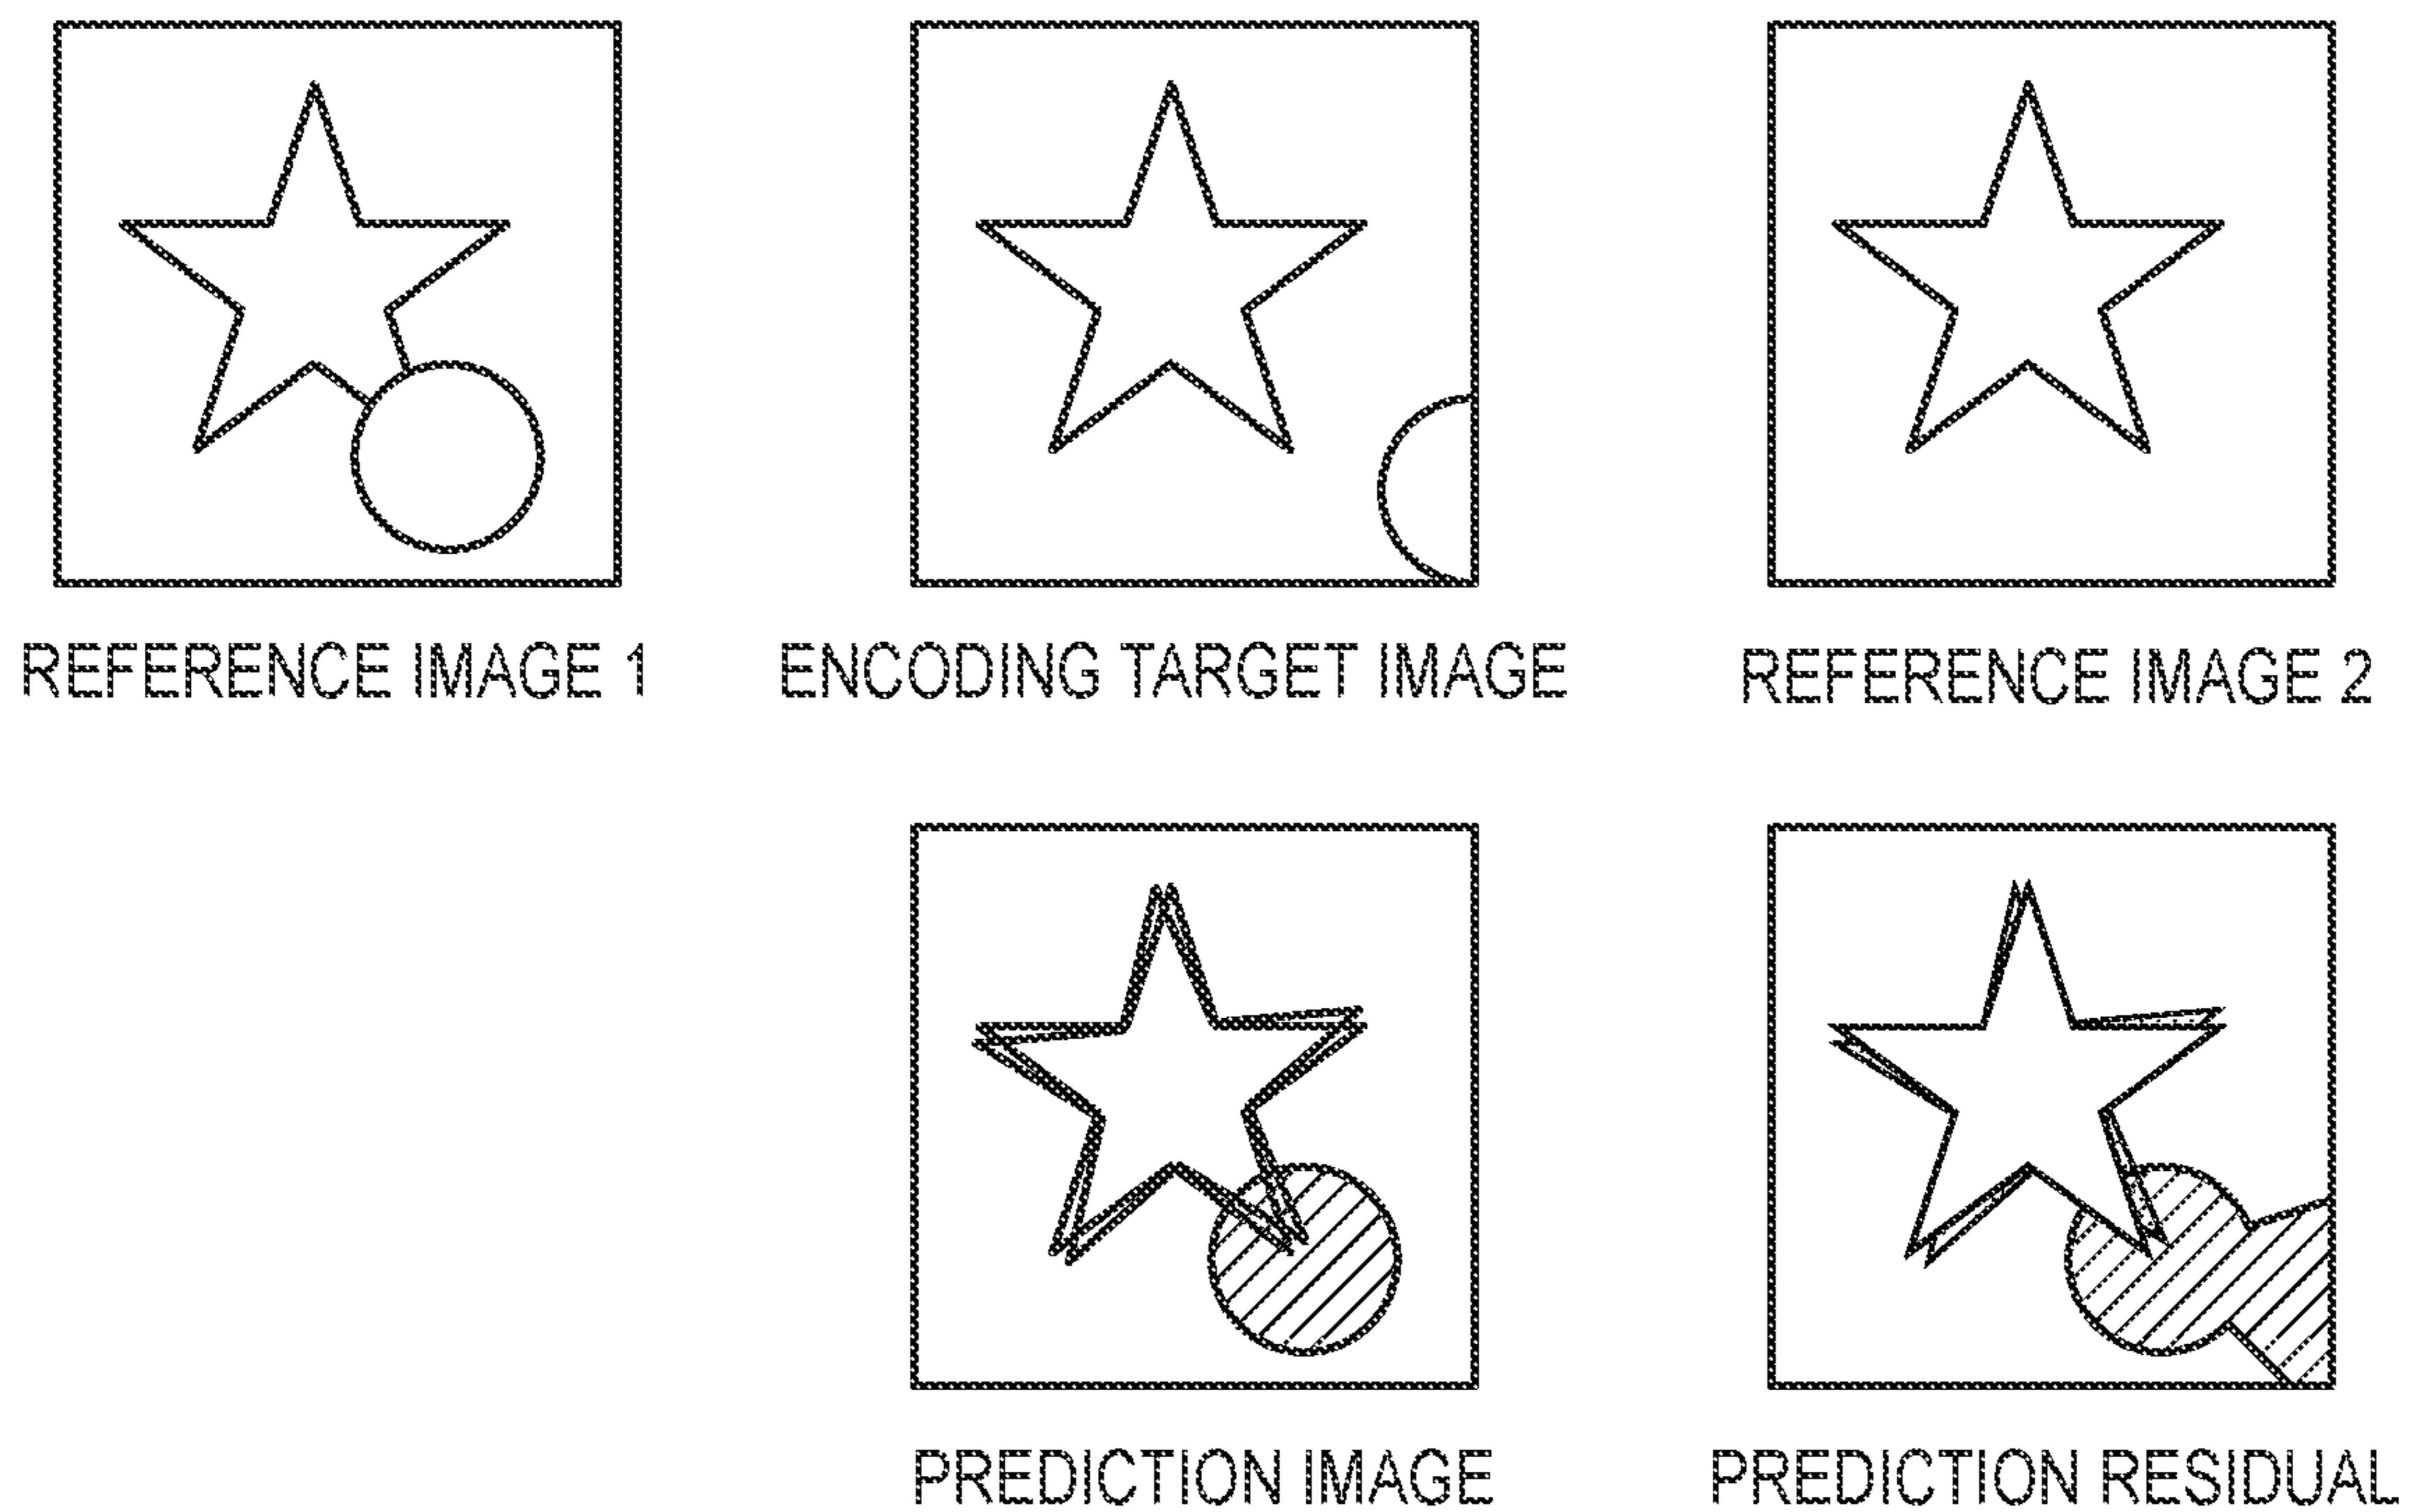 REFERENCE IMAGE 1
ENCODING TARGET IMAGE
REFERENCE IMAGE 2
PREDICTION IMAGE
PREDICTION RESIDUAL